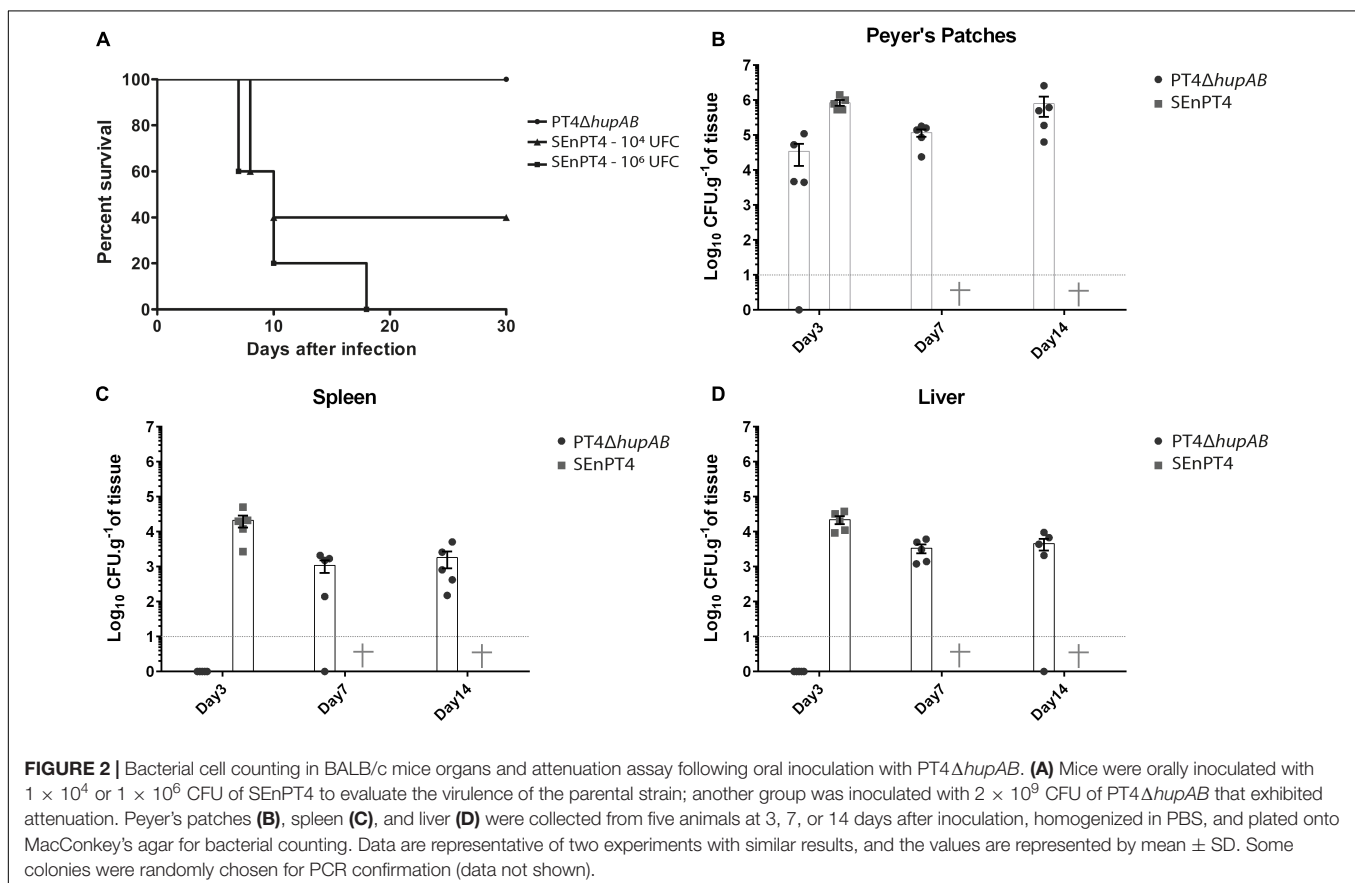 A
100
80
60
40
20
0
Percent survival
0
10
20
30
Days after infection
PT4ΔhupAB
SEnPT4 - 10⁴ UFC
SEnPT4 - 10⁶ UFC
B
Peyer's Patches
7
6
5
4
3
2
1
0
Log₁₀ CFU.g⁻¹of tissue
Day3
Day7
Day14
PT4ΔhupAB
SEnPT4
C
Spleen
7
6
5
4
3
2
1
0
Log₁₀ CFU.g⁻¹of tissue
Day3
Day7
Day14
PT4ΔhupAB
SEnPT4
D
Liver
7
6
5
4
3
2
1
0
Log₁₀ CFU.g⁻¹of tissue
Day3
Day7
Day14
PT4ΔhupAB
SEnPT4
FIGURE 2 | Bacterial cell counting in BALB/c mice organs and attenuation assay following oral inoculation with PT4ΔhupAB. (A) Mice were orally inoculated with
1 × 10⁴ or 1 × 10⁶ CFU of SEnPT4 to evaluate the virulence of the parental strain; another group was inoculated with 2 × 10⁹ CFU of PT4ΔhupAB that exhibited
attenuation. Peyer's patches (B), spleen (C), and liver (D) were collected from five animals at 3, 7, or 14 days after inoculation, homogenized in PBS, and plated onto
MacConkey's agar for bacterial counting. Data are representative of two experiments with similar results, and the values are represented by mean ± SD. Some
colonies were randomly chosen for PCR confirmation (data not shown).